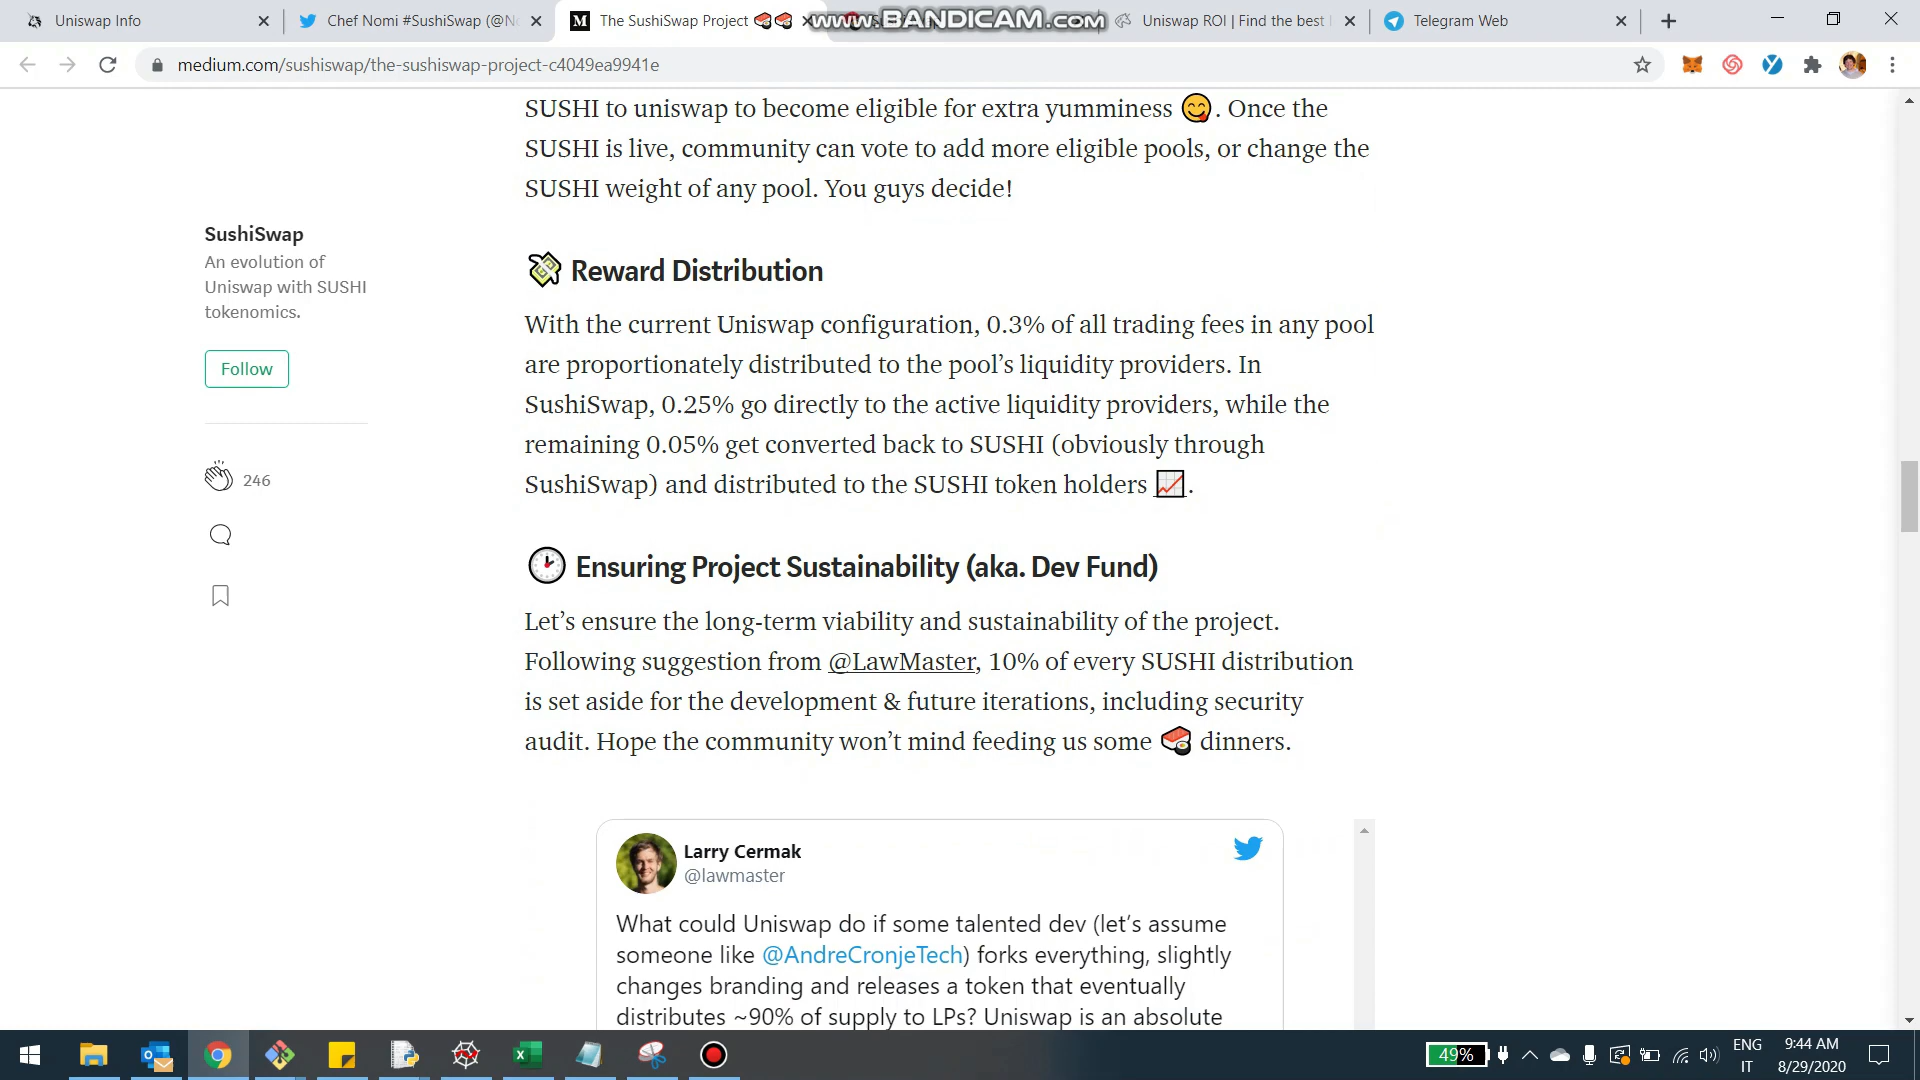 Uniswap Info
Chef Nomi #SushiSwap (@N
The SushiSwap Project
www.BANDICAM.com
Uniswap ROI | Find the best
Telegram Web
medium.com/sushiswap/the-sushiswap-project-c4049ea9941e
SUSHI to uniswap to become eligible for extra yumminess 😋. Once the
SUSHI is live, community can vote to add more eligible pools, or change the
SUSHI weight of any pool. You guys decide!
SushiSwap
An evolution of
Uniswap with SUSHI
tokenomics.
Follow
246
💸 Reward Distribution
With the current Uniswap configuration, 0.3% of all trading fees in any pool
are proportionately distributed to the pool’s liquidity providers. In
SushiSwap, 0.25% go directly to the active liquidity providers, while the
remaining 0.05% get converted back to SUSHI (obviously through
SushiSwap) and distributed to the SUSHI token holders 📈.
🕐 Ensuring Project Sustainability (aka. Dev Fund)
Let’s ensure the long-term viability and sustainability of the project.
Following suggestion from @LawMaster, 10% of every SUSHI distribution
is set aside for the development & future iterations, including security
audit. Hope the community won’t mind feeding us some 🍣 dinners.
Larry Cermak
@lawmaster
What could Uniswap do if some talented dev (let’s assume
someone like @AndreCronjeTech) forks everything, slightly
changes branding and releases a token that eventually
distributes ~90% of supply to LPs? Uniswap is an absolute
49%
ENG
IT
9:44 AM
8/29/2020